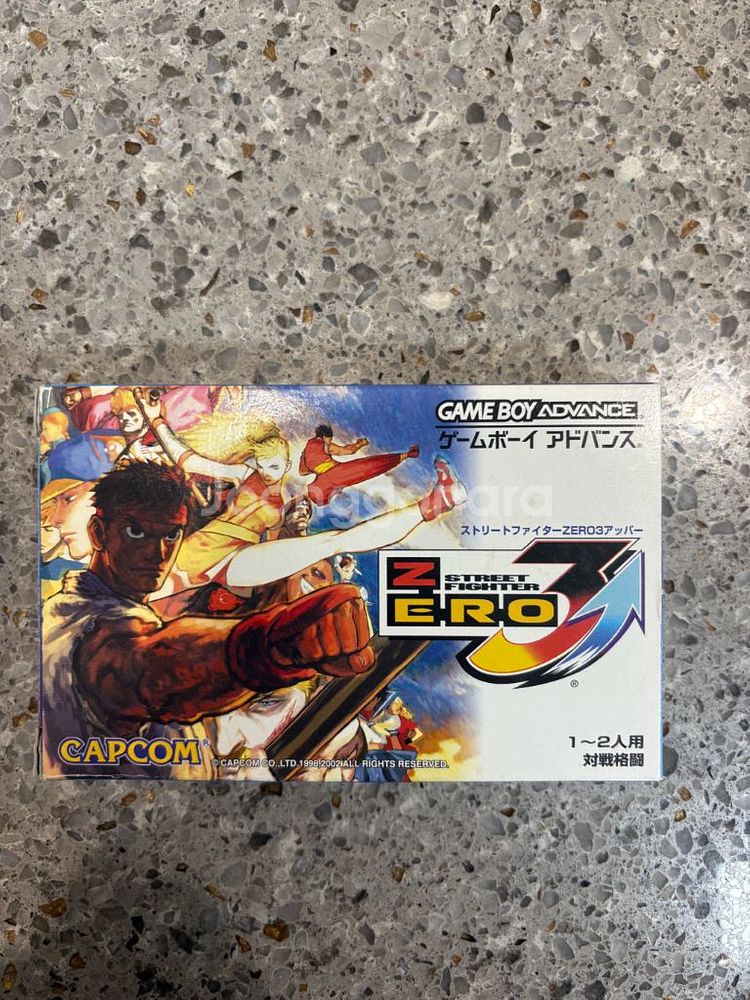 GAME BOY ADVANCE
ゲームボーイ アドバンス
Joonggonara
ストリートファイターZERO3アッパー
STREET FIGHTER
ZERO 3
®
1〜2人用
対戦格闘
CAPCOM®
© CAPCOM CO., LTD. 1998, 2002 ALL RIGHTS RESERVED.